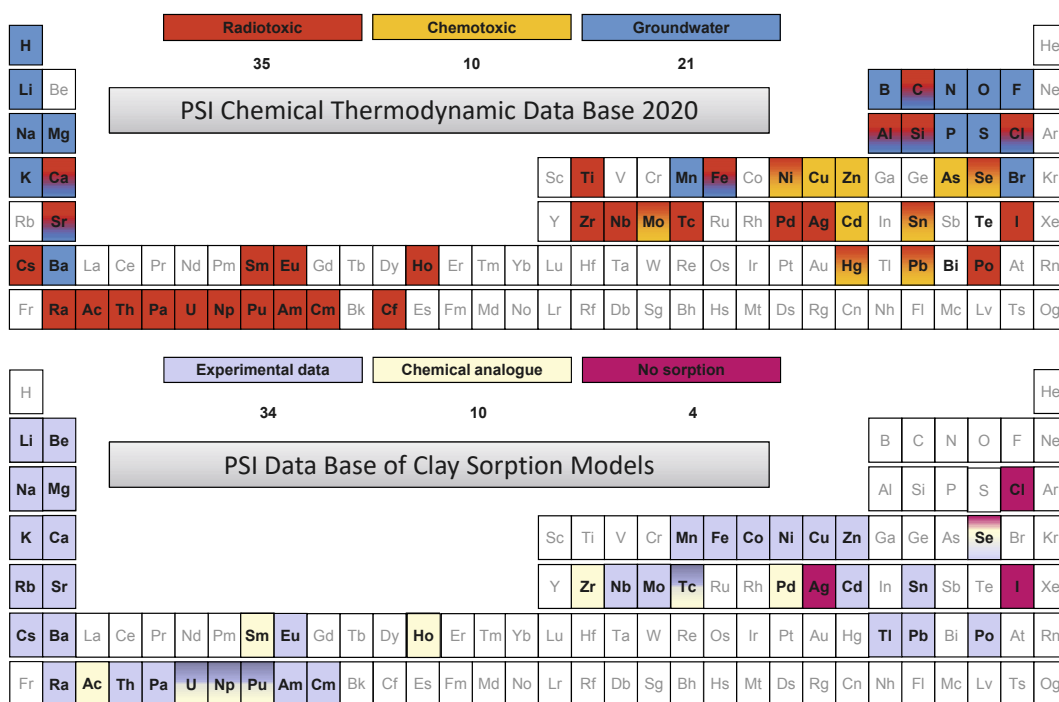 Radiotoxic Chemotoxic Groundwater
H He
35 10 21
Li Be B C N O F Ne
PSI Chemical Thermodynamic Data Base 2020
Na Mg Al Si P S Cl Ar
K Ca Sc Ti V Cr Mn Fe Co Ni Cu Zn Ga Ge As Se Br Kr
Rb Sr Y Zr Nb Mo Tc Ru Rh Pd Ag Cd In Sn Sb Te I Xe
Cs Ba La Ce Pr Nd Pm Sm Eu Gd Tb Dy Ho Er Tm Yb Lu Hf Ta W Re Os Ir Pt Au Hg Tl Pb Bi Po At Rn
Fr Ra Ac Th Pa U Np Pu Am Cm Bk Cf Es Fm Md No Lr Rf Db Sg Bh Hs Mt Ds Rg Cn Nh Fl Mc Lv Ts Og
Experimental data Chemical analogue No sorption
H He
34 10 4
Li Be B C N O F Ne
PSI Data Base of Clay Sorption Models
Na Mg Al Si P S Cl Ar
K Ca Sc Ti V Cr Mn Fe Co Ni Cu Zn Ga Ge As Se Br Kr
Rb Sr Y Zr Nb Mo Tc Ru Rh Pd Ag Cd In Sn Sb Te I Xe
Cs Ba La Ce Pr Nd Pm Sm Eu Gd Tb Dy Ho Er Tm Yb Lu Hf Ta W Re Os Ir Pt Au Hg Tl Pb Bi Po At Rn
Fr Ra Ac Th Pa U Np Pu Am Cm Bk Cf Es Fm Md No Lr Rf Db Sg Bh Hs Mt Ds Rg Cn Nh Fl Mc Lv Ts Og